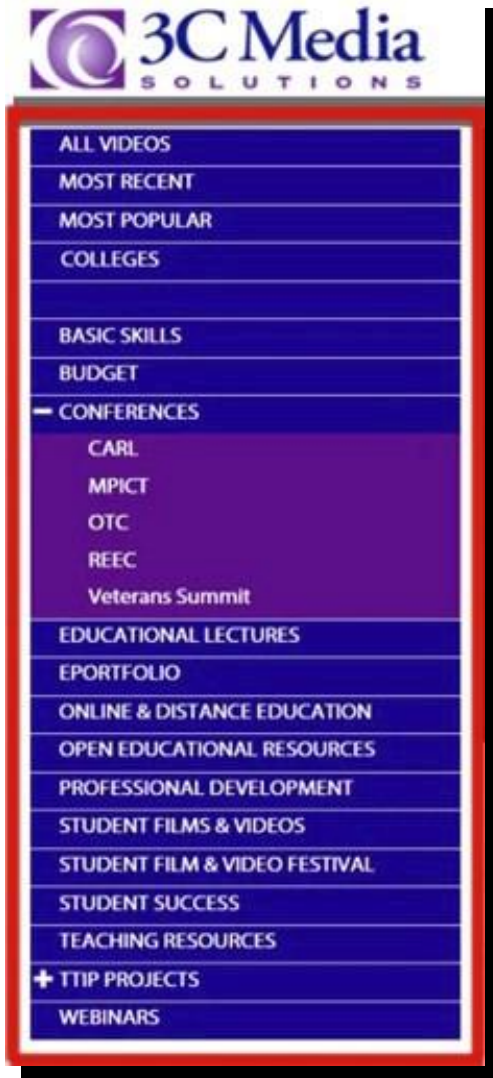 3C Media
SOLUTIONS
ALL VIDEOS
MOST RECENT
MOST POPULAR
COLLEGES
BASIC SKILLS
BUDGET
CONFERENCES
CARL
MPICT
OTC
REEC
Veterans Summit
EDUCATIONAL LECTURES
EPORTFOLIO
ONLINE & DISTANCE EDUCATION
OPEN EDUCATIONAL RESOURCES
PROFESSIONAL DEVELOPMENT
STUDENT FILMS & VIDEOS
STUDENT FILM & VIDEO FESTIVAL
STUDENT SUCCESS
TEACHING RESOURCES
TTIP PROJECTS
WEBINARS